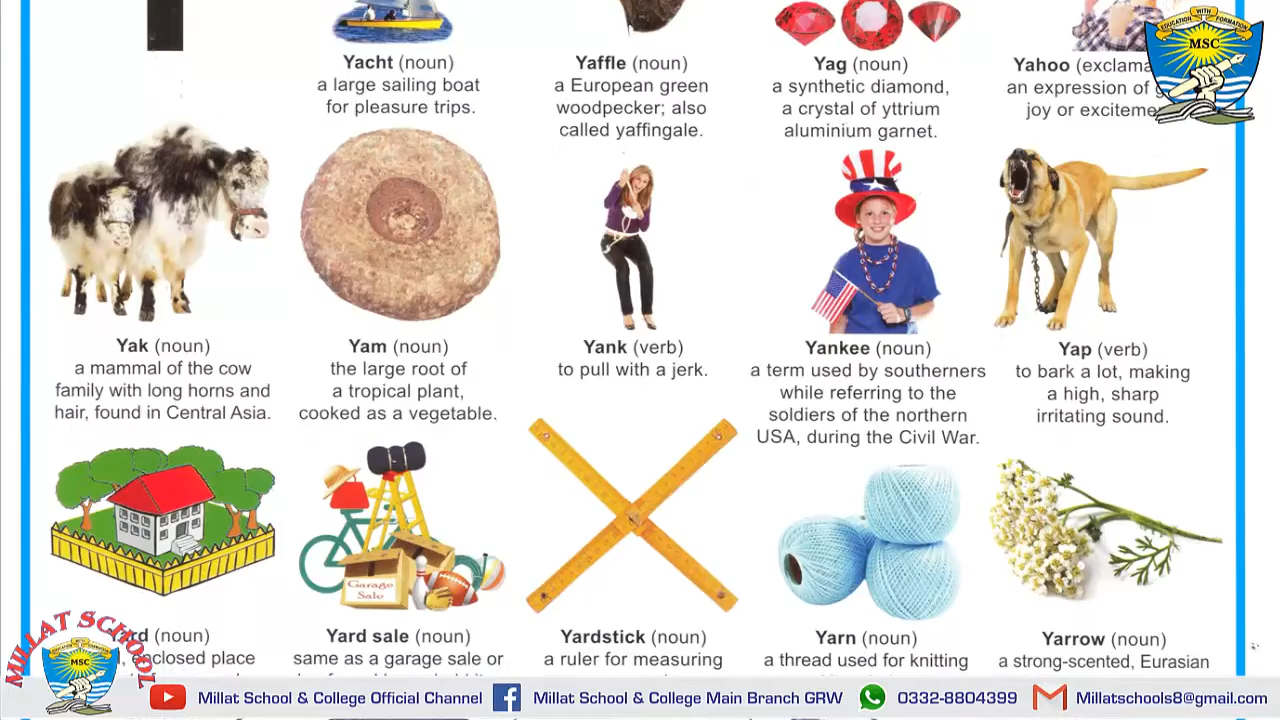 Yacht (noun)
a large sailing boat
for pleasure trips.
Yaffle (noun)
a European green
woodpecker; also
called yaffingale.
Yag (noun)
a synthetic diamond,
a crystal of yttrium
aluminium garnet.
Yahoo
an expression of
joy or
EDUCATION WITH FORMATION
MSC
Yak (noun)
a mammal of the cow
family with long horns and
hair, found in Central Asia.
Yam (noun)
the large root of
a tropical plant,
cooked as a vegetable.
Yank (verb)
to pull with a jerk.
Yankee (noun)
a term used by southerners
while referring to the
soldiers of the northern
USA, during the Civil War.
Yap (verb)
to bark a lot, making
a high, sharp
irritating sound.
Garage
Sale
(noun)
enclosed place
Yard sale (noun)
same as a garage sale or
Yardstick (noun)
a ruler for measuring
Yarn (noun)
a thread used for knitting
Yarrow (noun)
a strong-scented, Eurasian
MILLAT SCHOOL
MSC
Millat School & College Official Channel
Millat School & College Main Branch GRW
0332-8804399
Millatschools8@gmail.com